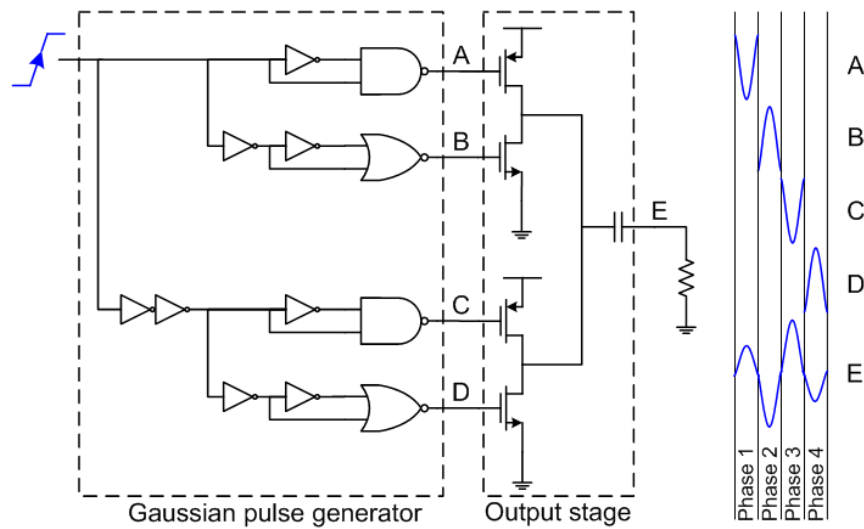 A
B
C
D
E
Gaussian pulse generator
Output stage
A
B
C
D
E
Phase 1
Phase 2
Phase 3
Phase 4